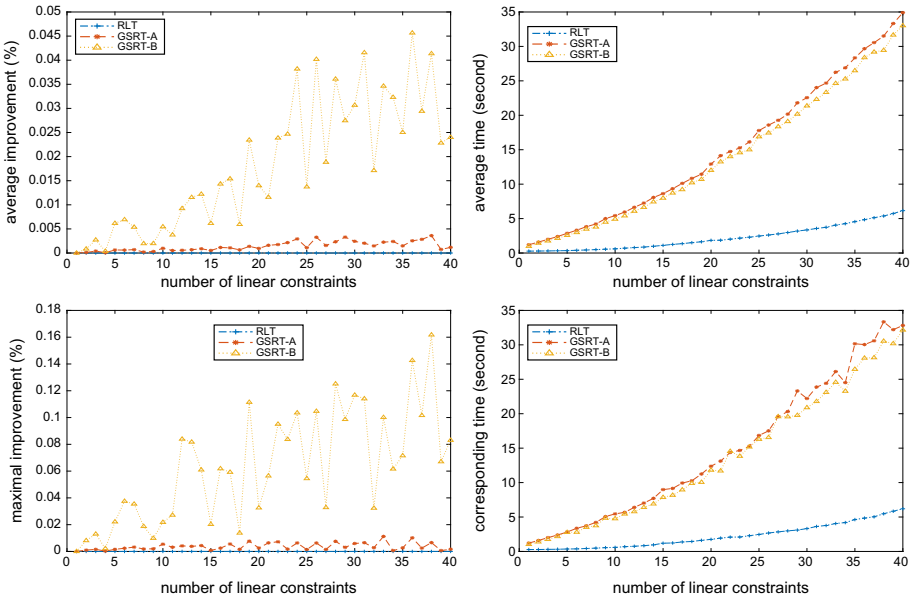 average improvement (%)
0.05
0.045
0.04
0.035
0.03
0.025
0.02
0.015
0.01
0.005
0
RLT
GSRT-A
GSRT-B
0 5 10 15 20 25 30 35 40
number of linear constraints
average time (second)
35
30
25
20
15
10
5
0
RLT
GSRT-A
GSRT-B
0 5 10 15 20 25 30 35 40
number of linear constraints
maximal improvement (%)
0.18
0.16
0.14
0.12
0.1
0.08
0.06
0.04
0.02
0
RLT
GSRT-A
GSRT-B
0 5 10 15 20 25 30 35 40
number of linear constraints
corresponding time (second)
35
30
25
20
15
10
5
0
RLT
GSRT-A
GSRT-B
0 5 10 15 20 25 30 35 40
number of linear constraints